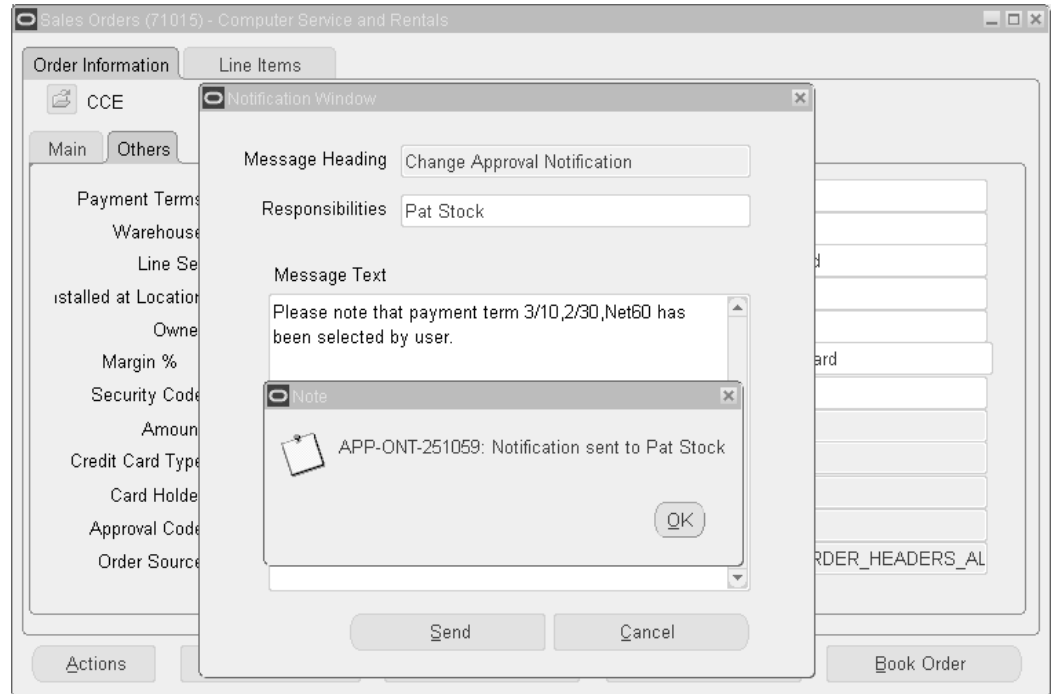 Sales Orders (71015) - Computer Service and Rentals
Order Information
Line Items
CCE
Main
Others
Payment Terms
Warehouse
Line Se
nstalled at Location
Owne
Margin %
Security Code
Amoun
Credit Card Type
Card Holde
Approval Code
Order Source
d
ard
RDER_HEADERS_AL
Actions
Book Order
Notification Window
Message Heading
Change Approval Notification
Responsibilities
Pat Stock
Message Text
Please note that payment term 3/10,2/30,Net60 has
been selected by user.
Note
APP-ONT-251059: Notification sent to Pat Stock
OK
Send
Cancel